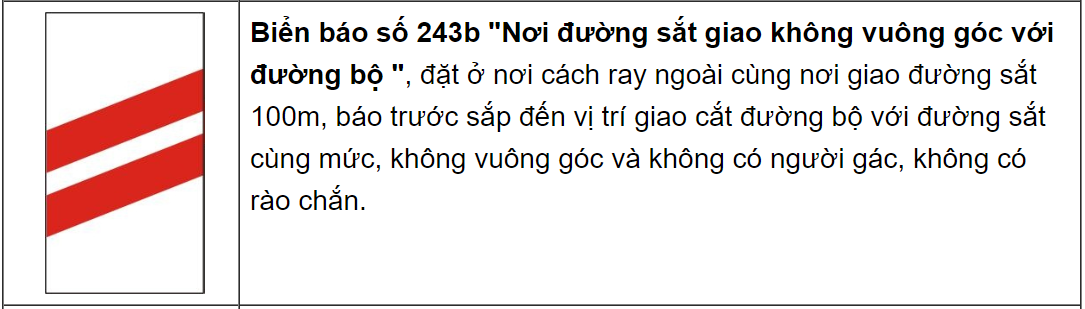 Biển báo số 243b "Nơi đường sắt giao không vuông góc với
đường bộ ", đặt ở nơi cách ray ngoài cùng nơi giao đường sắt
100m, báo trước sắp đến vị trí giao cắt đường bộ với đường sắt
cùng mức, không vuông góc và không có người gác, không có
rào chắn.